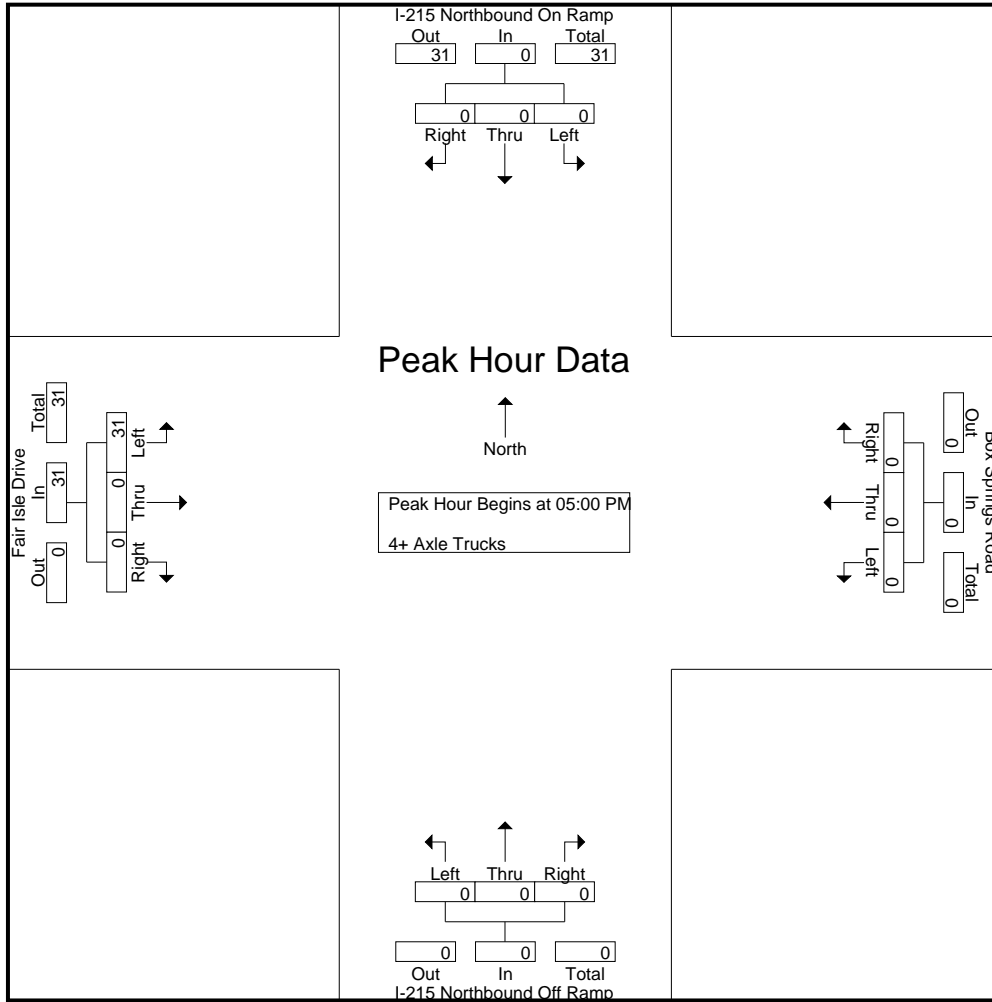 I-215 Northbound On Ramp
Out In Total
31 0 31
0 0 0
Right Thru Left
Peak Hour Data
North
Peak Hour Begins at 05:00 PM
4+ Axle Trucks
Fair Isle Drive
Out In Total
0 31 31
Right Thru Left
0 0 31
Box Springs Road
Out In Total
0 0 0
Right Thru Left
0 0 0
Left Thru Right
0 0 0
0 0 0
Out In Total
I-215 Northbound Off Ramp